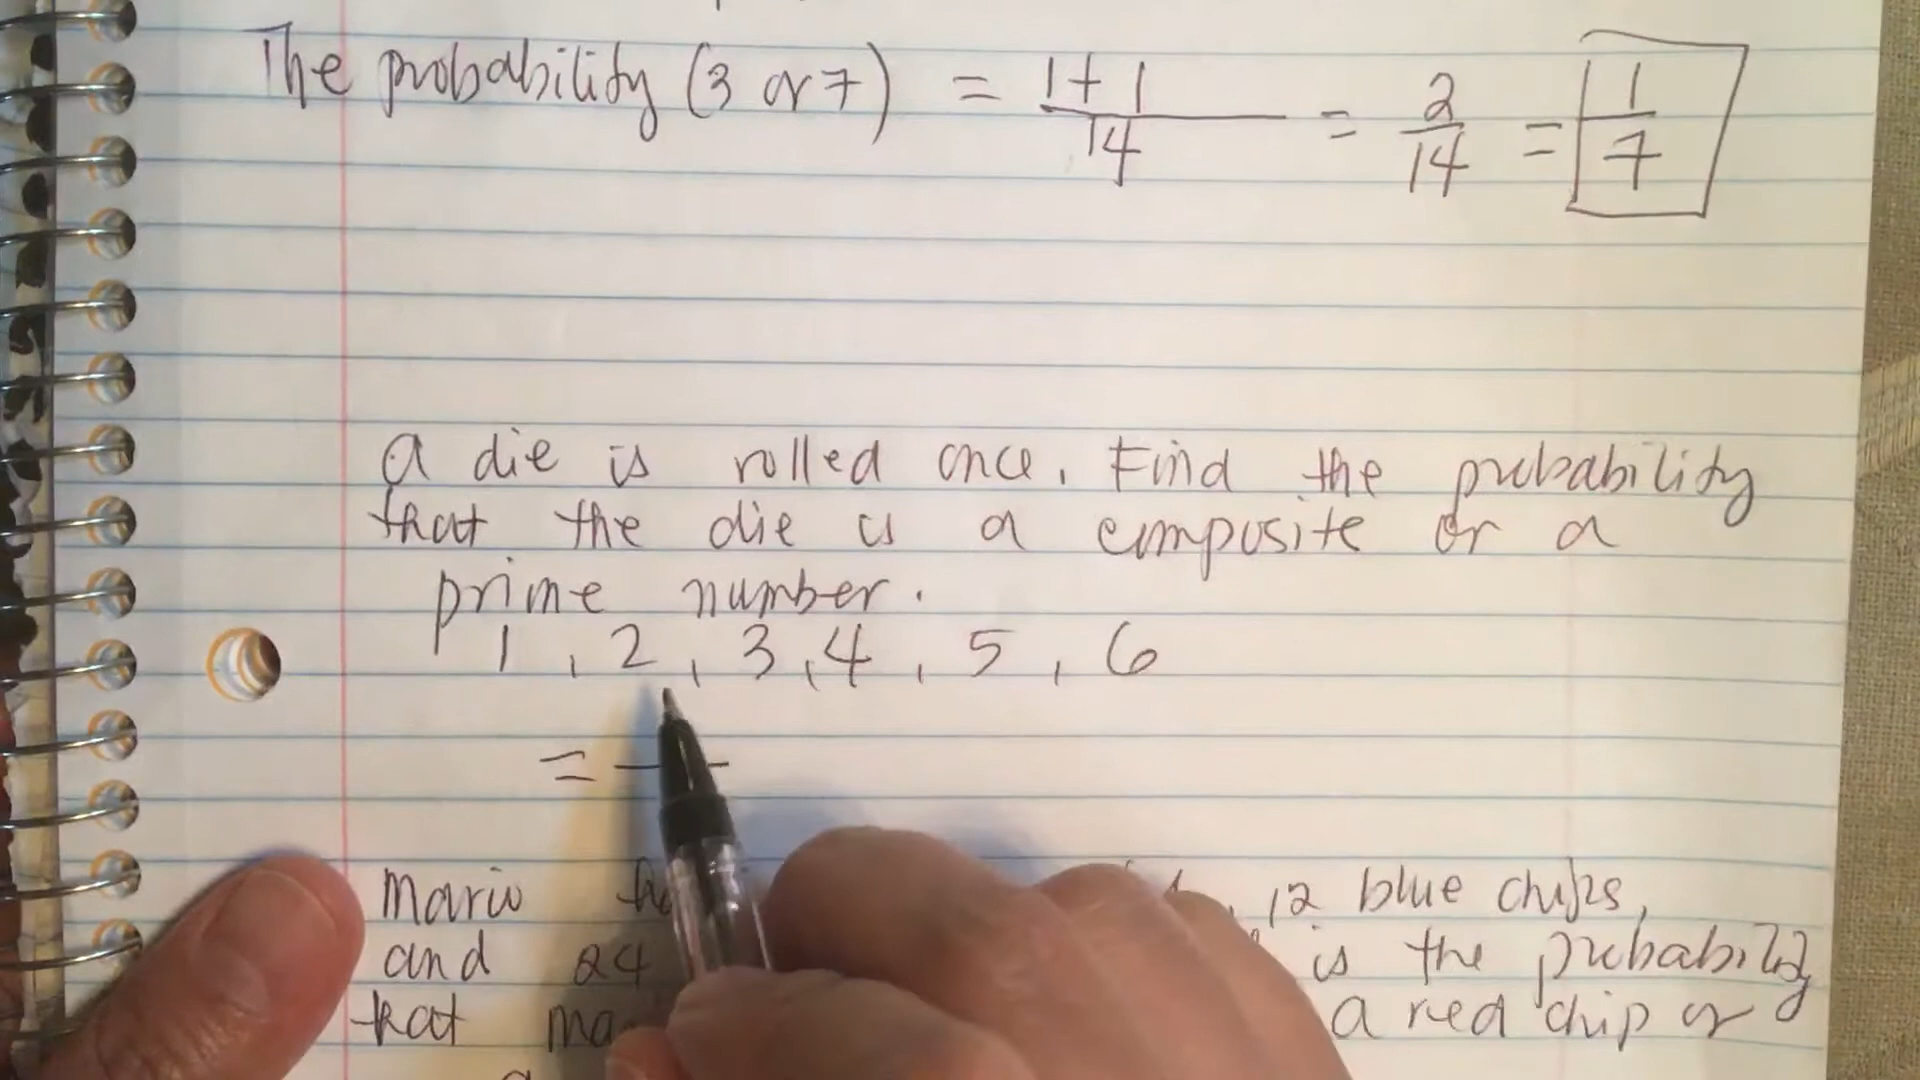 The probability (3 or 7) = 1+1/14 = 2/14 = 1/7
A die is rolled once. Find the probability
that the die is a composite or a
prime number.
1, 2, 3, 4, 5, 6
=
Mario 12 blue chips,
and 24 is the probability
that a red chip or